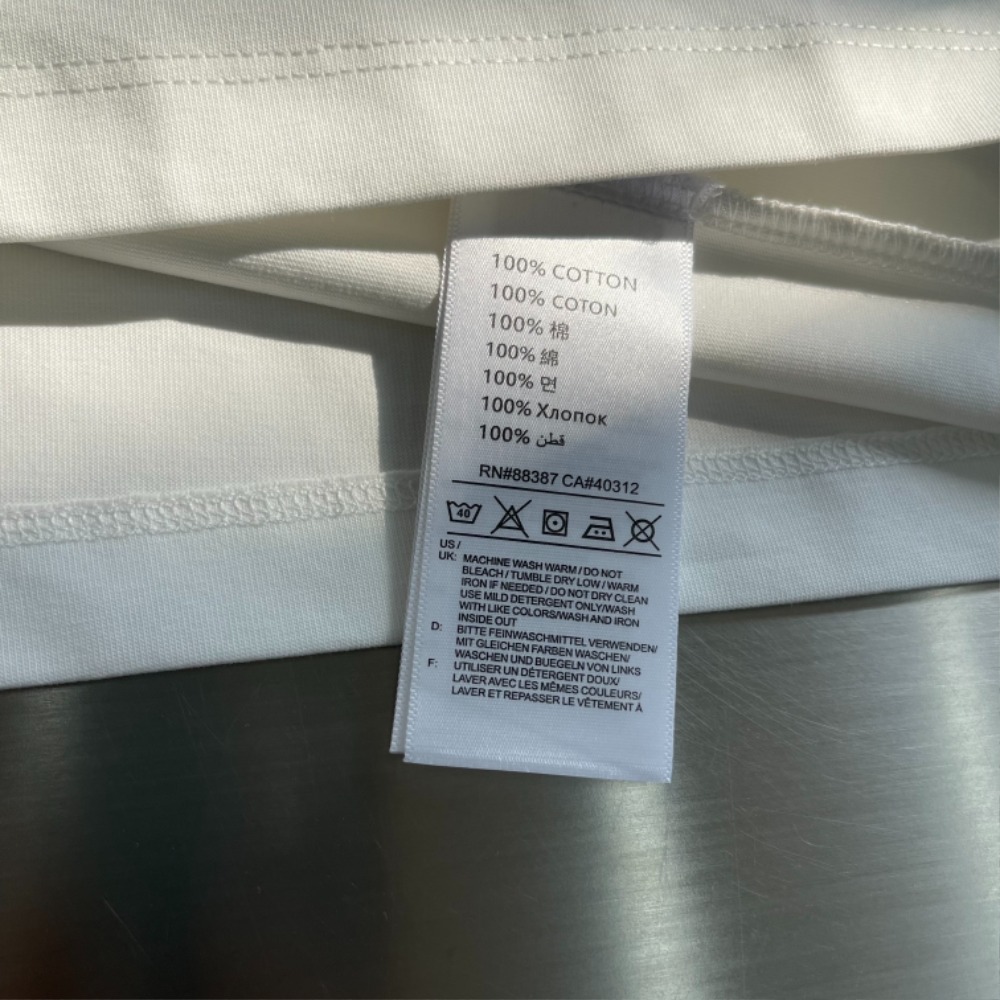 100% COTTON
100% COTON
100% 棉
100% 綿
100% 면
100% Хлопок
100% قطن
RN#88387 CA#40312
40
US /
UK: MACHINE WASH WARM / DO NOT
BLEACH / TUMBLE DRY LOW / WARM
IRON IF NEEDED / DO NOT DRY CLEAN
USE MILD DETERGENT ONLY/WASH
WITH LIKE COLORS/WASH AND IRON
INSIDE OUT
D: BITTE FEINWASCHMITTEL VERWENDEN/
MIT GLEICHEN FARBEN WASCHEN/
WASCHEN UND BUEGELN VON LINKS
F: UTILISER UN DÉTERGENT DOUX/
LAVER AVEC LES MÊMES COULEURS/
LAVER ET REPASSER LE VÊTEMENT À